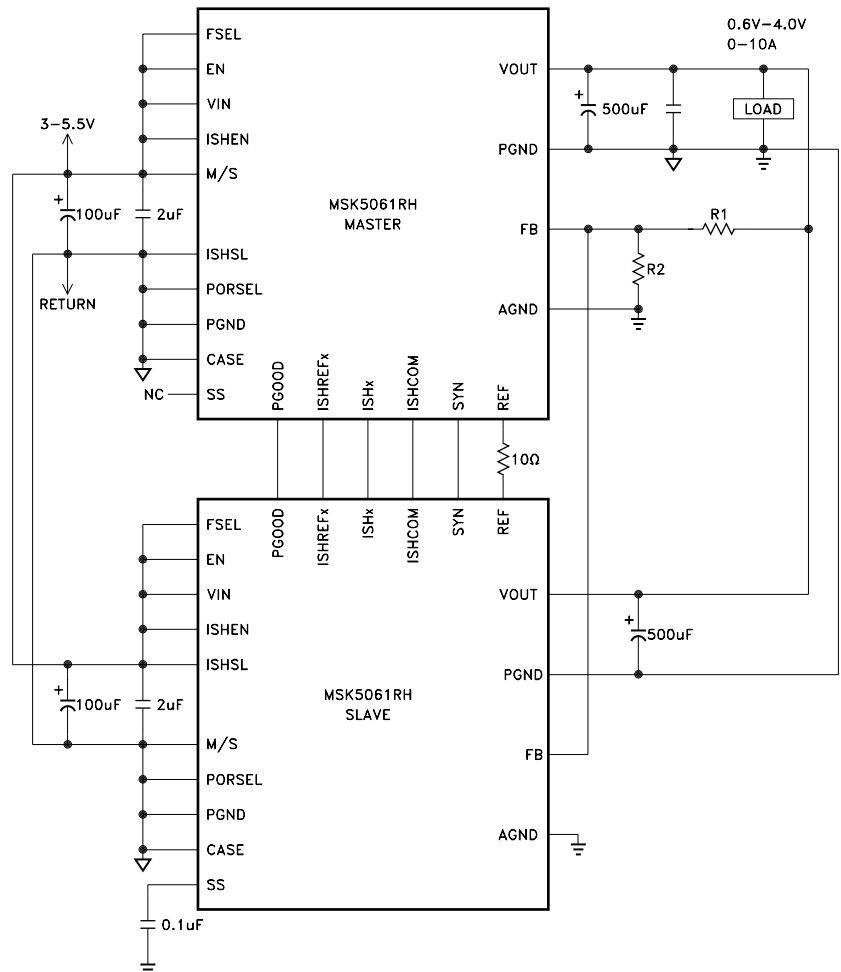 0.6V-4.0V
0-10A
FSEL
EN
VIN
ISHEN
M/S
ISHSL
PORSEL
PGND
CASE
SS
NC
3-5.5V
100uF
2uF
RETURN
MSK5061RH
MASTER
VOUT
PGND
FB
AGND
500uF
LOAD
R1
R2
PGOOD
ISHREFx
ISHx
ISHCOM
SYN
REF
10Ω
PGOOD
ISHREFx
ISHx
ISHCOM
SYN
REF
FSEL
EN
VIN
ISHEN
ISHSL
M/S
PORSEL
PGND
CASE
SS
100uF
2uF
0.1uF
MSK5061RH
SLAVE
VOUT
PGND
FB
AGND
500uF